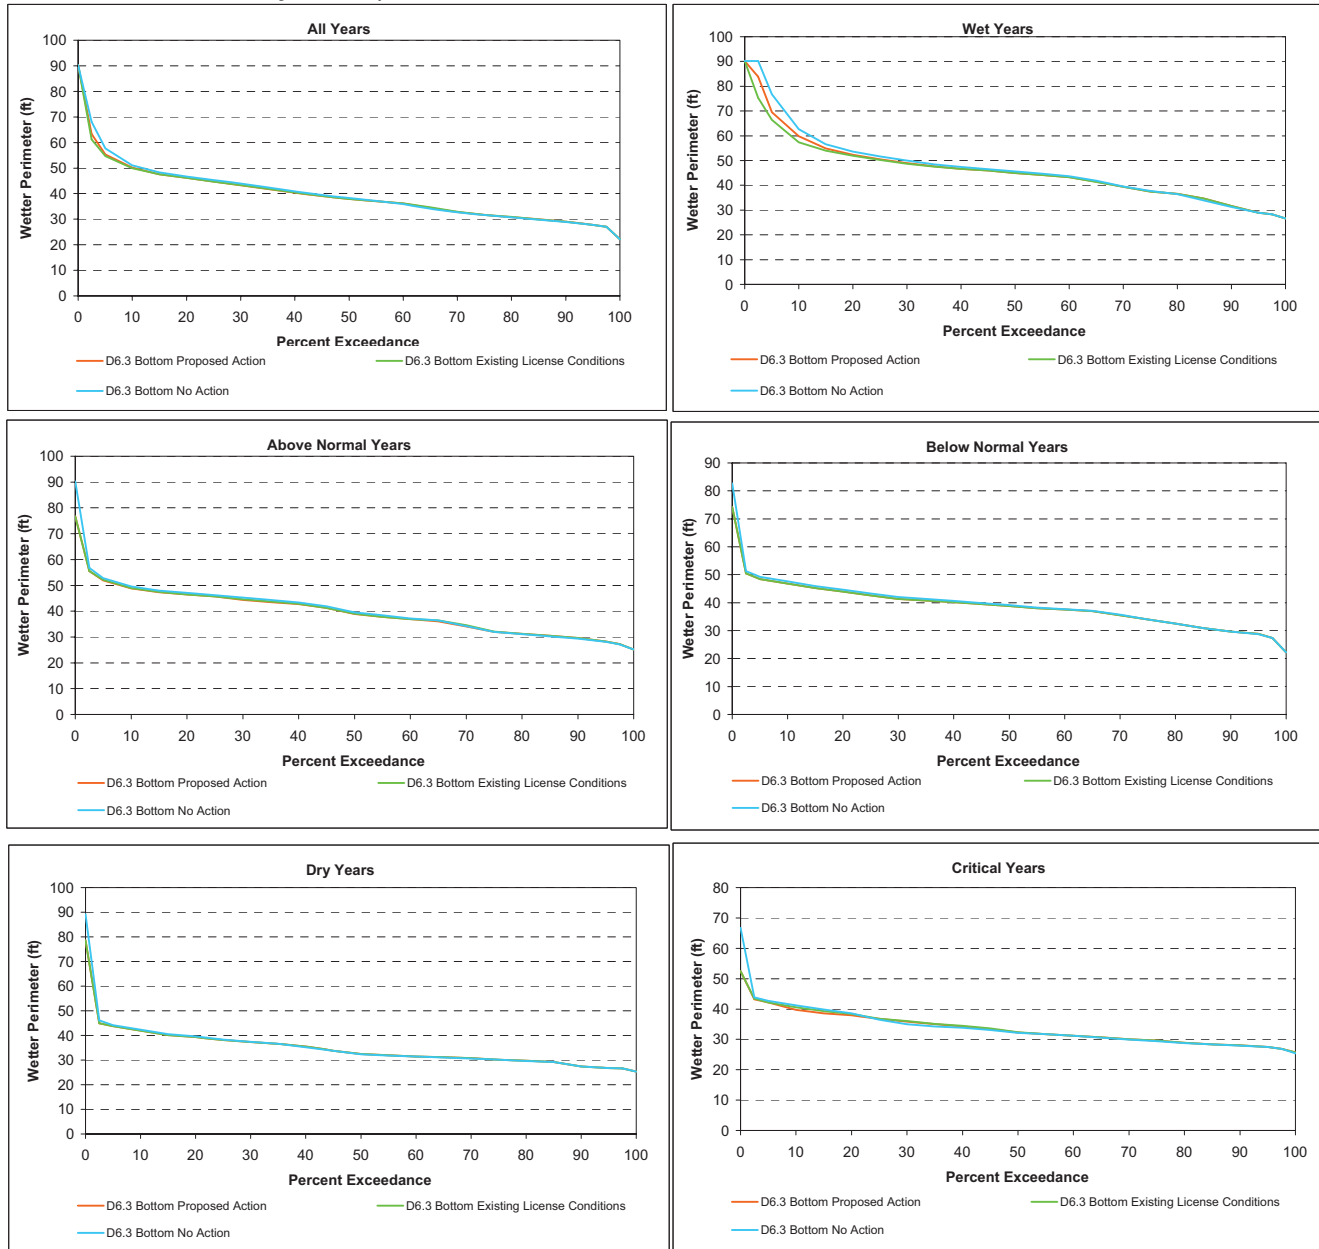 All Years
Wetter Perimeter (ft)
100
90
80
70
60
50
40
30
20
10
0
0 10 20 30 40 50 60 70 80 90 100
Percent Exceedance
D6.3 Bottom Proposed Action
D6.3 Bottom Existing License Conditions
D6.3 Bottom No Action
Wet Years
Wetter Perimeter (ft)
100
90
80
70
60
50
40
30
20
10
0
0 10 20 30 40 50 60 70 80 90 100
Percent Exceedance
D6.3 Bottom Proposed Action
D6.3 Bottom Existing License Conditions
D6.3 Bottom No Action
Above Normal Years
Wetter Perimeter (ft)
100
90
80
70
60
50
40
30
20
10
0
0 10 20 30 40 50 60 70 80 90 100
Percent Exceedance
D6.3 Bottom Proposed Action
D6.3 Bottom Existing License Conditions
D6.3 Bottom No Action
Below Normal Years
Wetter Perimeter (ft)
90
80
70
60
50
40
30
20
10
0
0 10 20 30 40 50 60 70 80 90 100
Percent Exceedance
D6.3 Bottom Proposed Action
D6.3 Bottom Existing License Conditions
D6.3 Bottom No Action
Dry Years
Wetter Perimeter (ft)
100
90
80
70
60
50
40
30
20
10
0
0 10 20 30 40 50 60 70 80 90 100
Percent Exceedance
D6.3 Bottom Proposed Action
D6.3 Bottom Existing License Conditions
D6.3 Bottom No Action
Critical Years
Wetter Perimeter (ft)
80
70
60
50
40
30
20
10
0
0 10 20 30 40 50 60 70 80 90 100
Percent Exceedance
D6.3 Bottom Proposed Action
D6.3 Bottom Existing License Conditions
D6.3 Bottom No Action